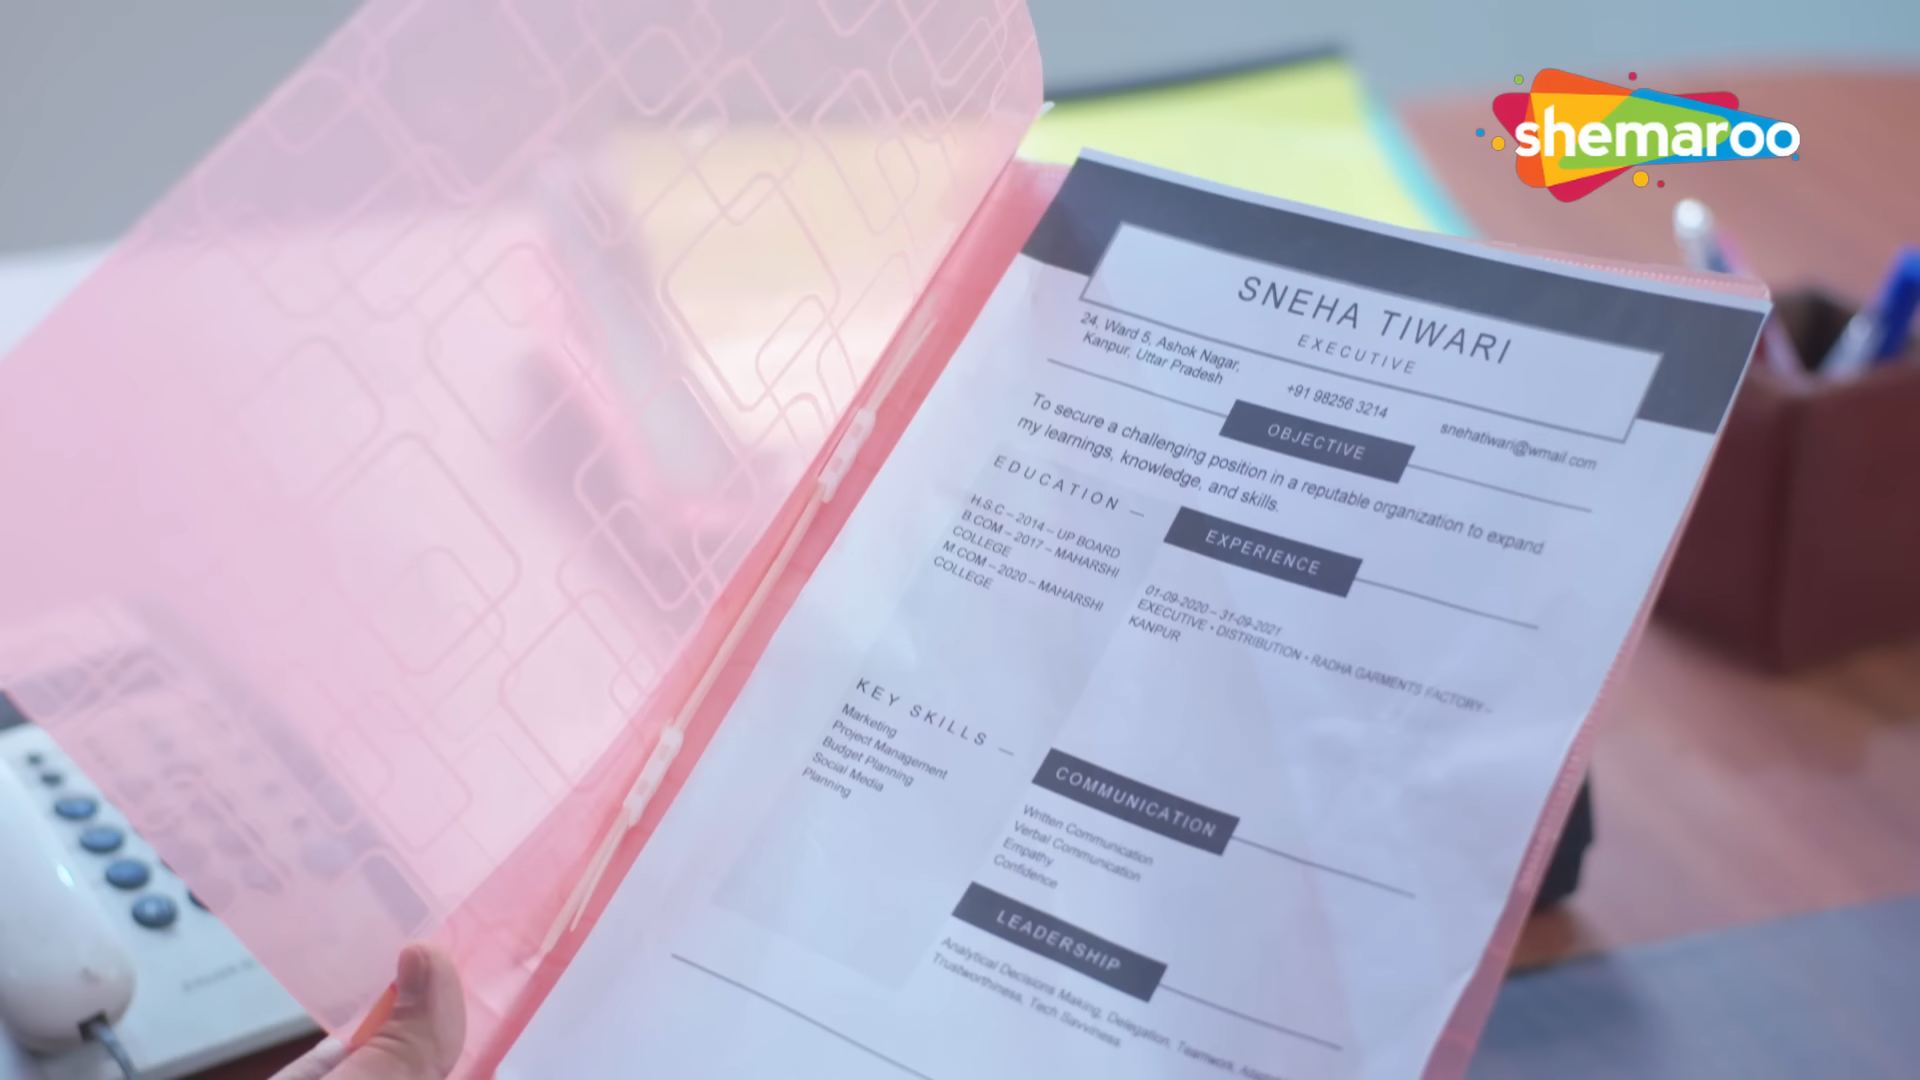 shemaroo
SNEHA TIWARI
EXECUTIVE
24, Ward 5, Ashok Nagar,
Kanpur, Uttar Pradesh
+91 98256 3214
snehatiwari@wmail.com
OBJECTIVE
To secure a challenging position in a reputable organization to expand
my learnings, knowledge, and skills.
EDUCATION —
H.S.C – 2014 – UP BOARD
B.COM – 2017 – MAHARSHI
COLLEGE
M.COM – 2020 – MAHARSHI
COLLEGE
EXPERIENCE
01-09-2020 – 31-09-2021
EXECUTIVE • DISTRIBUTION • RADHA GARMENTS FACTORY –
KANPUR
KEY SKILLS —
Marketing
Project Management
Budget Planning
Social Media
Planning
COMMUNICATION
Written Communication
Verbal Communication
Empathy
Confidence
LEADERSHIP
Analytical Decisions Making, Delegation, Teamwork,
Trustworthiness, Tech Savviness